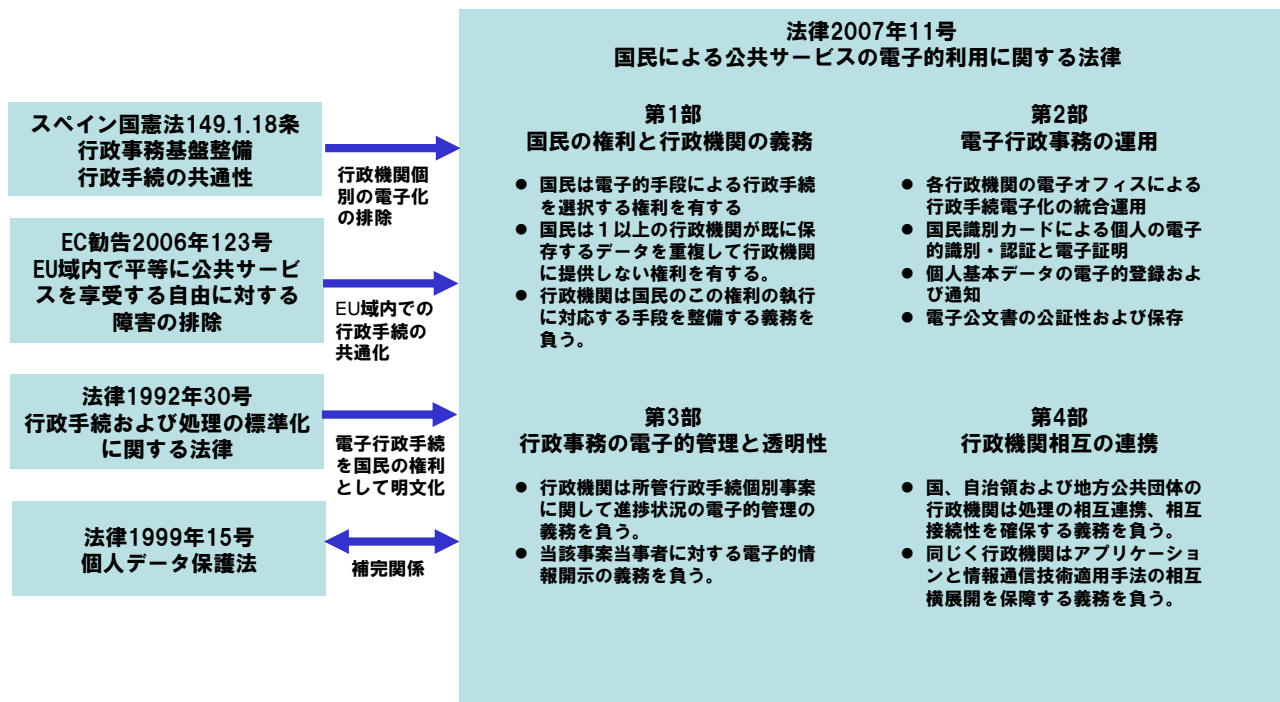 法律2007年11号
国民による公共サービスの電子的利用に関する法律
スペイン国憲法149.1.18条
行政事務基盤整備
行政手続の共通性
行政機関個
別の電子化
の排除
EC勧告2006年123号
EU域内で平等に公共サービ
スを享受する自由に対する
障害の排除
EU域内での
行政手続の
共通化
法律1992年30号
行政手続および処理の標準化
に関する法律
電子行政手続
を国民の権利
として明文化
法律1999年15号
個人データ保護法
補完関係
第1部
国民の権利と行政機関の義務
● 国民は電子的手段による行政手続
を選択する権利を有する
● 国民は１以上の行政機関が既に保
存するデータを重複して行政機関
に提供しない権利を有する。
● 行政機関は国民のこの権利の執行
に対応する手段を整備する義務を
負う。
第2部
電子行政事務の運用
● 各行政機関の電子オフィスによる
行政手続電子化の統合運用
● 国民識別カードによる個人の電子
的識別・認証と電子証明
● 個人基本データの電子的登録およ
び通知
● 電子公文書の公証性および保存
第3部
行政事務の電子的管理と透明性
● 行政機関は所管行政手続個別事案
に関して進捗状況の電子的管理の
義務を負う。
● 当該事案当事者に対する電子的情
報開示の義務を負う。
第4部
行政機関相互の連携
● 国、自治領および地方公共団体の
行政機関は処理の相互連携、相互
接続性を確保する義務を負う。
● 同じく行政機関はアプリケーショ
ンと情報通信技術適用手法の相互
横展開を保障する義務を負う。